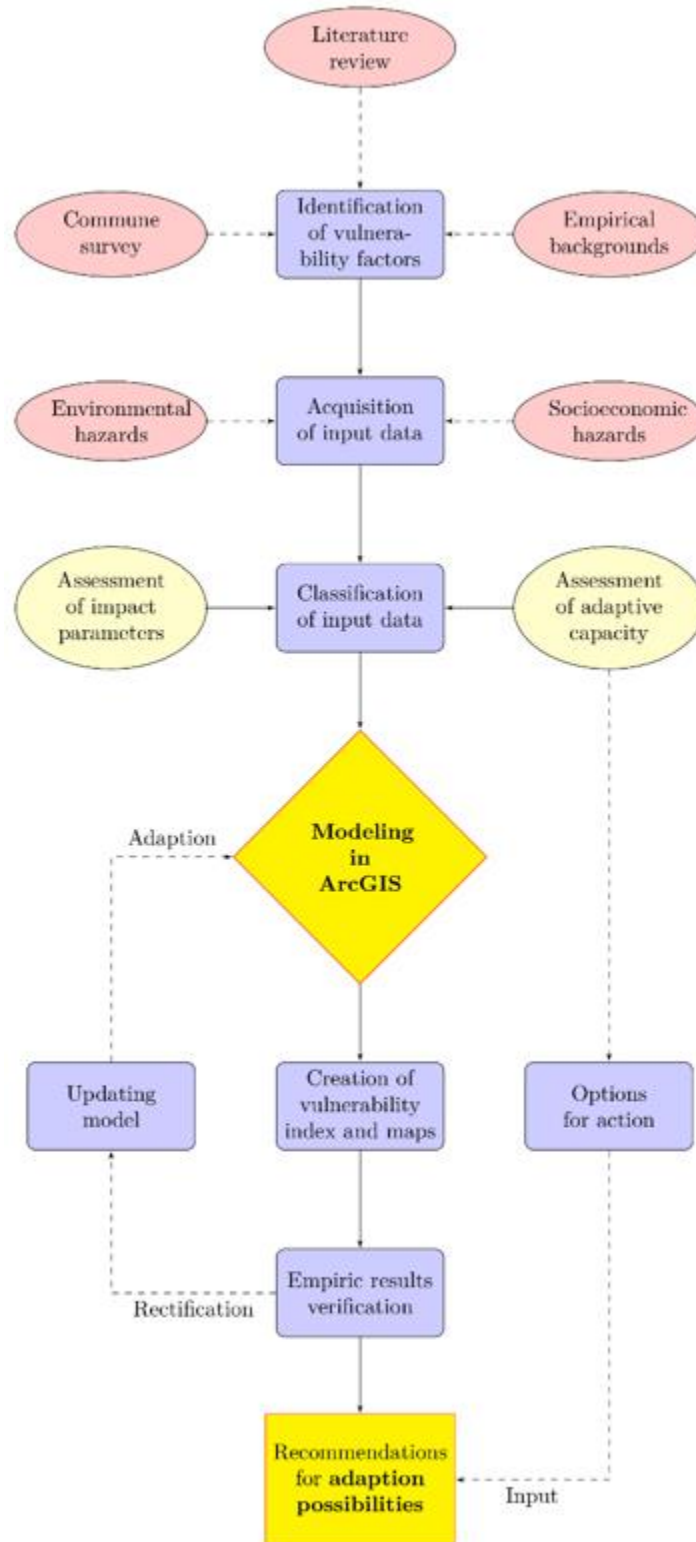 Literature
review
Commune
survey
Identification
of vulnera-
bility factors
Empirical
backgrounds
Environmental
hazards
Acquisition
of input data
Socioeconomic
hazards
Assessment
of impact
parameters
Classification
of input data
Assessment
of adaptive
capacity
Adaption
Modeling
in
ArcGIS
Updating
model
Creation of
vulnerability
index and maps
Options
for action
Rectification
Empiric results
verification
Recommendations
for adaption
possibilities
Input